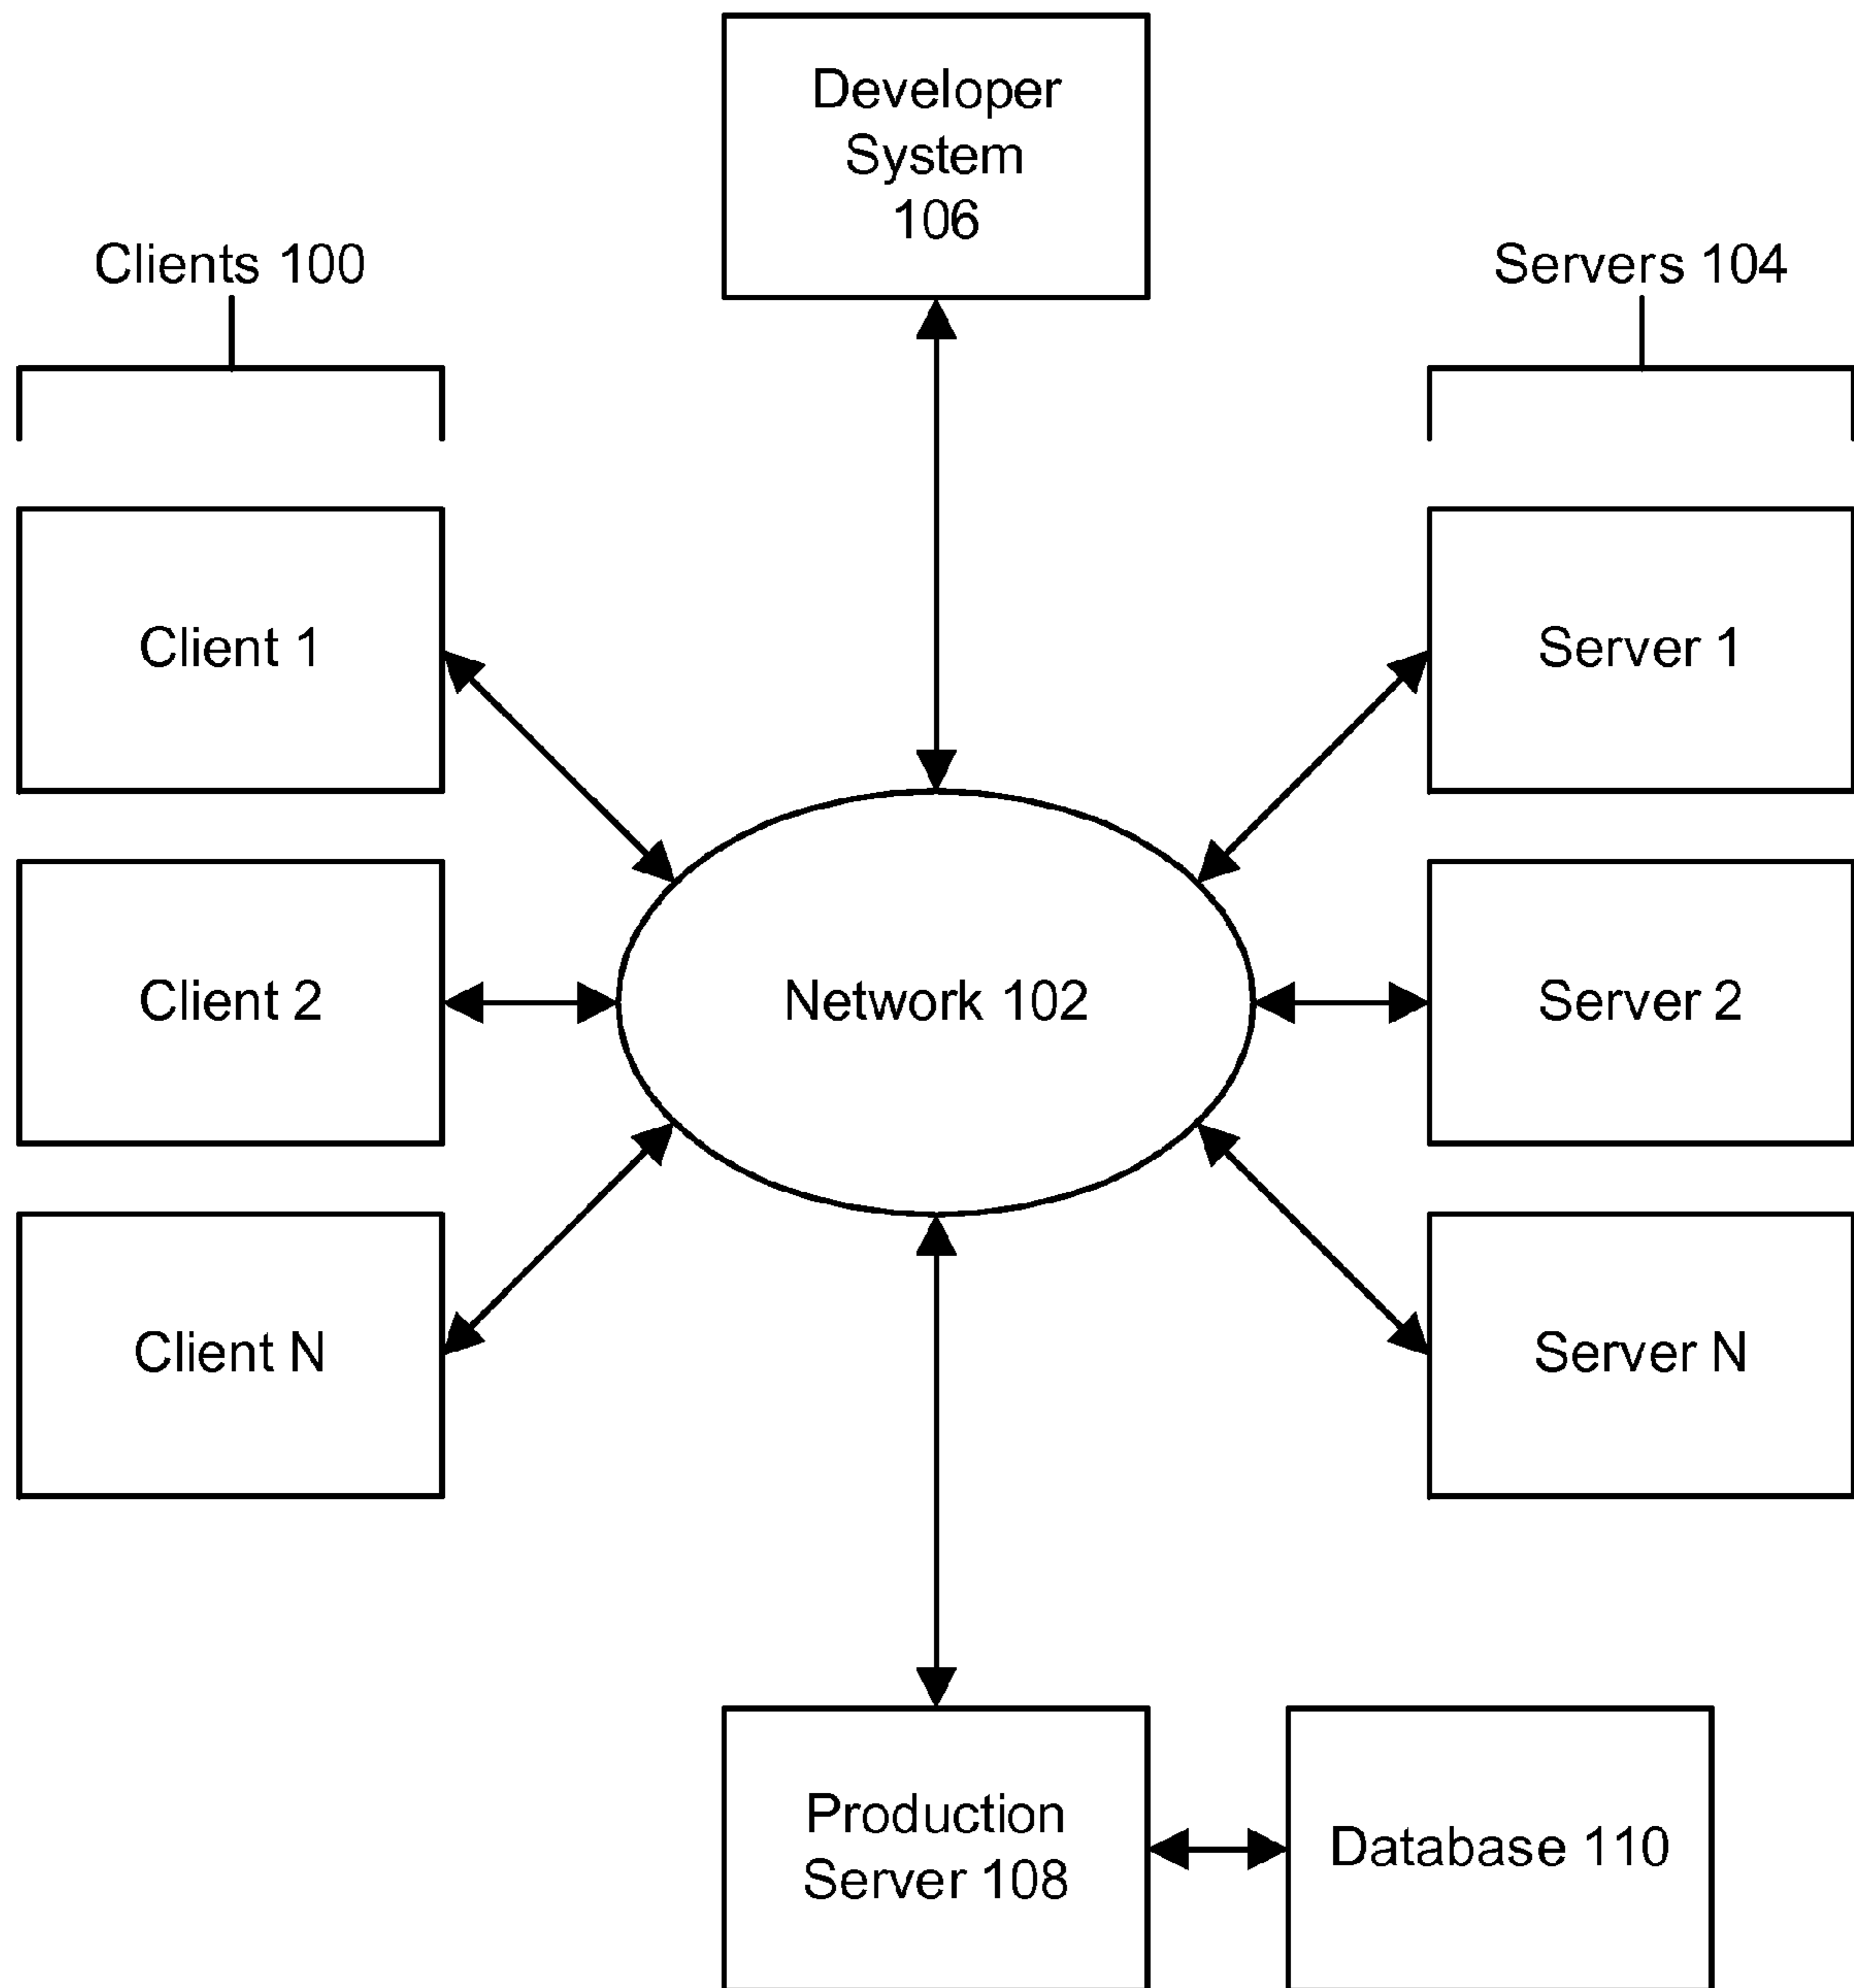 Developer
System
106
Clients 100
Servers 104
Client 1
Server 1
Client 2
Network 102
Server 2
Client N
Server N
Production
Server 108
Database 110